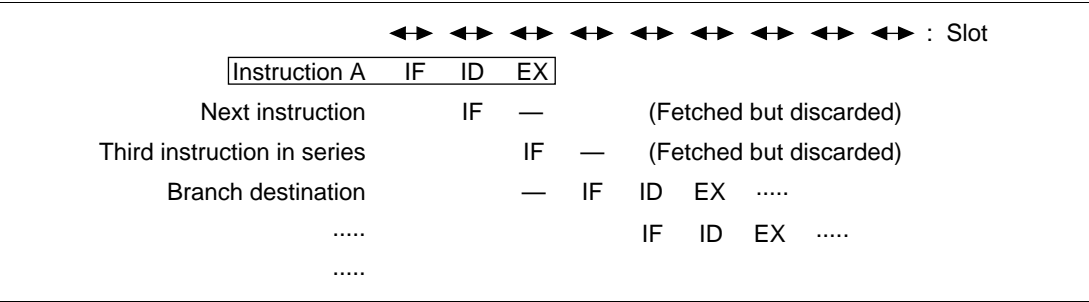 : Slot
Instruction A IF ID EX
Next instruction IF — (Fetched but discarded)
Third instruction in series IF — (Fetched but discarded)
Branch destination — IF ID EX .....
..... IF ID EX .....
.....